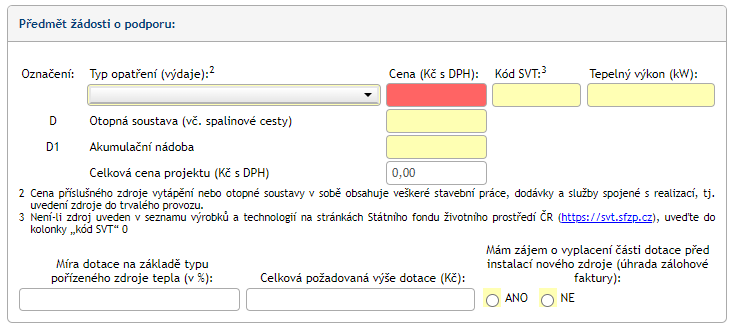 Předmět žádosti o podporu:
Označení: Typ opatření (výdaje):2 Cena (Kč s DPH): Kód SVT:3 Tepelný výkon (kW):
D Otopná soustava (vč. spalinové cesty)
D1 Akumulační nádoba
Celková cena projektu (Kč s DPH) 0,00
2 Cena příslušného zdroje vytápění nebo otopné soustavy v sobě obsahuje veškeré stavební práce, dodávky a služby spojené s realizací, tj.
uvedení zdroje do trvalého provozu.
3 Není-li zdroj uveden v seznamu výrobků a technologií na stránkách Státního fondu životního prostředí ČR (https://svt.sfzp.cz), uveďte do
kolonky „kód SVT“ 0
Míra dotace na základě typu
pořízeného zdroje tepla (v %):
Celková požadovaná výše dotace (Kč):
Mám zájem o vyplacení části dotace před
instalací nového zdroje (úhrada zálohové
faktury):
ANO NE